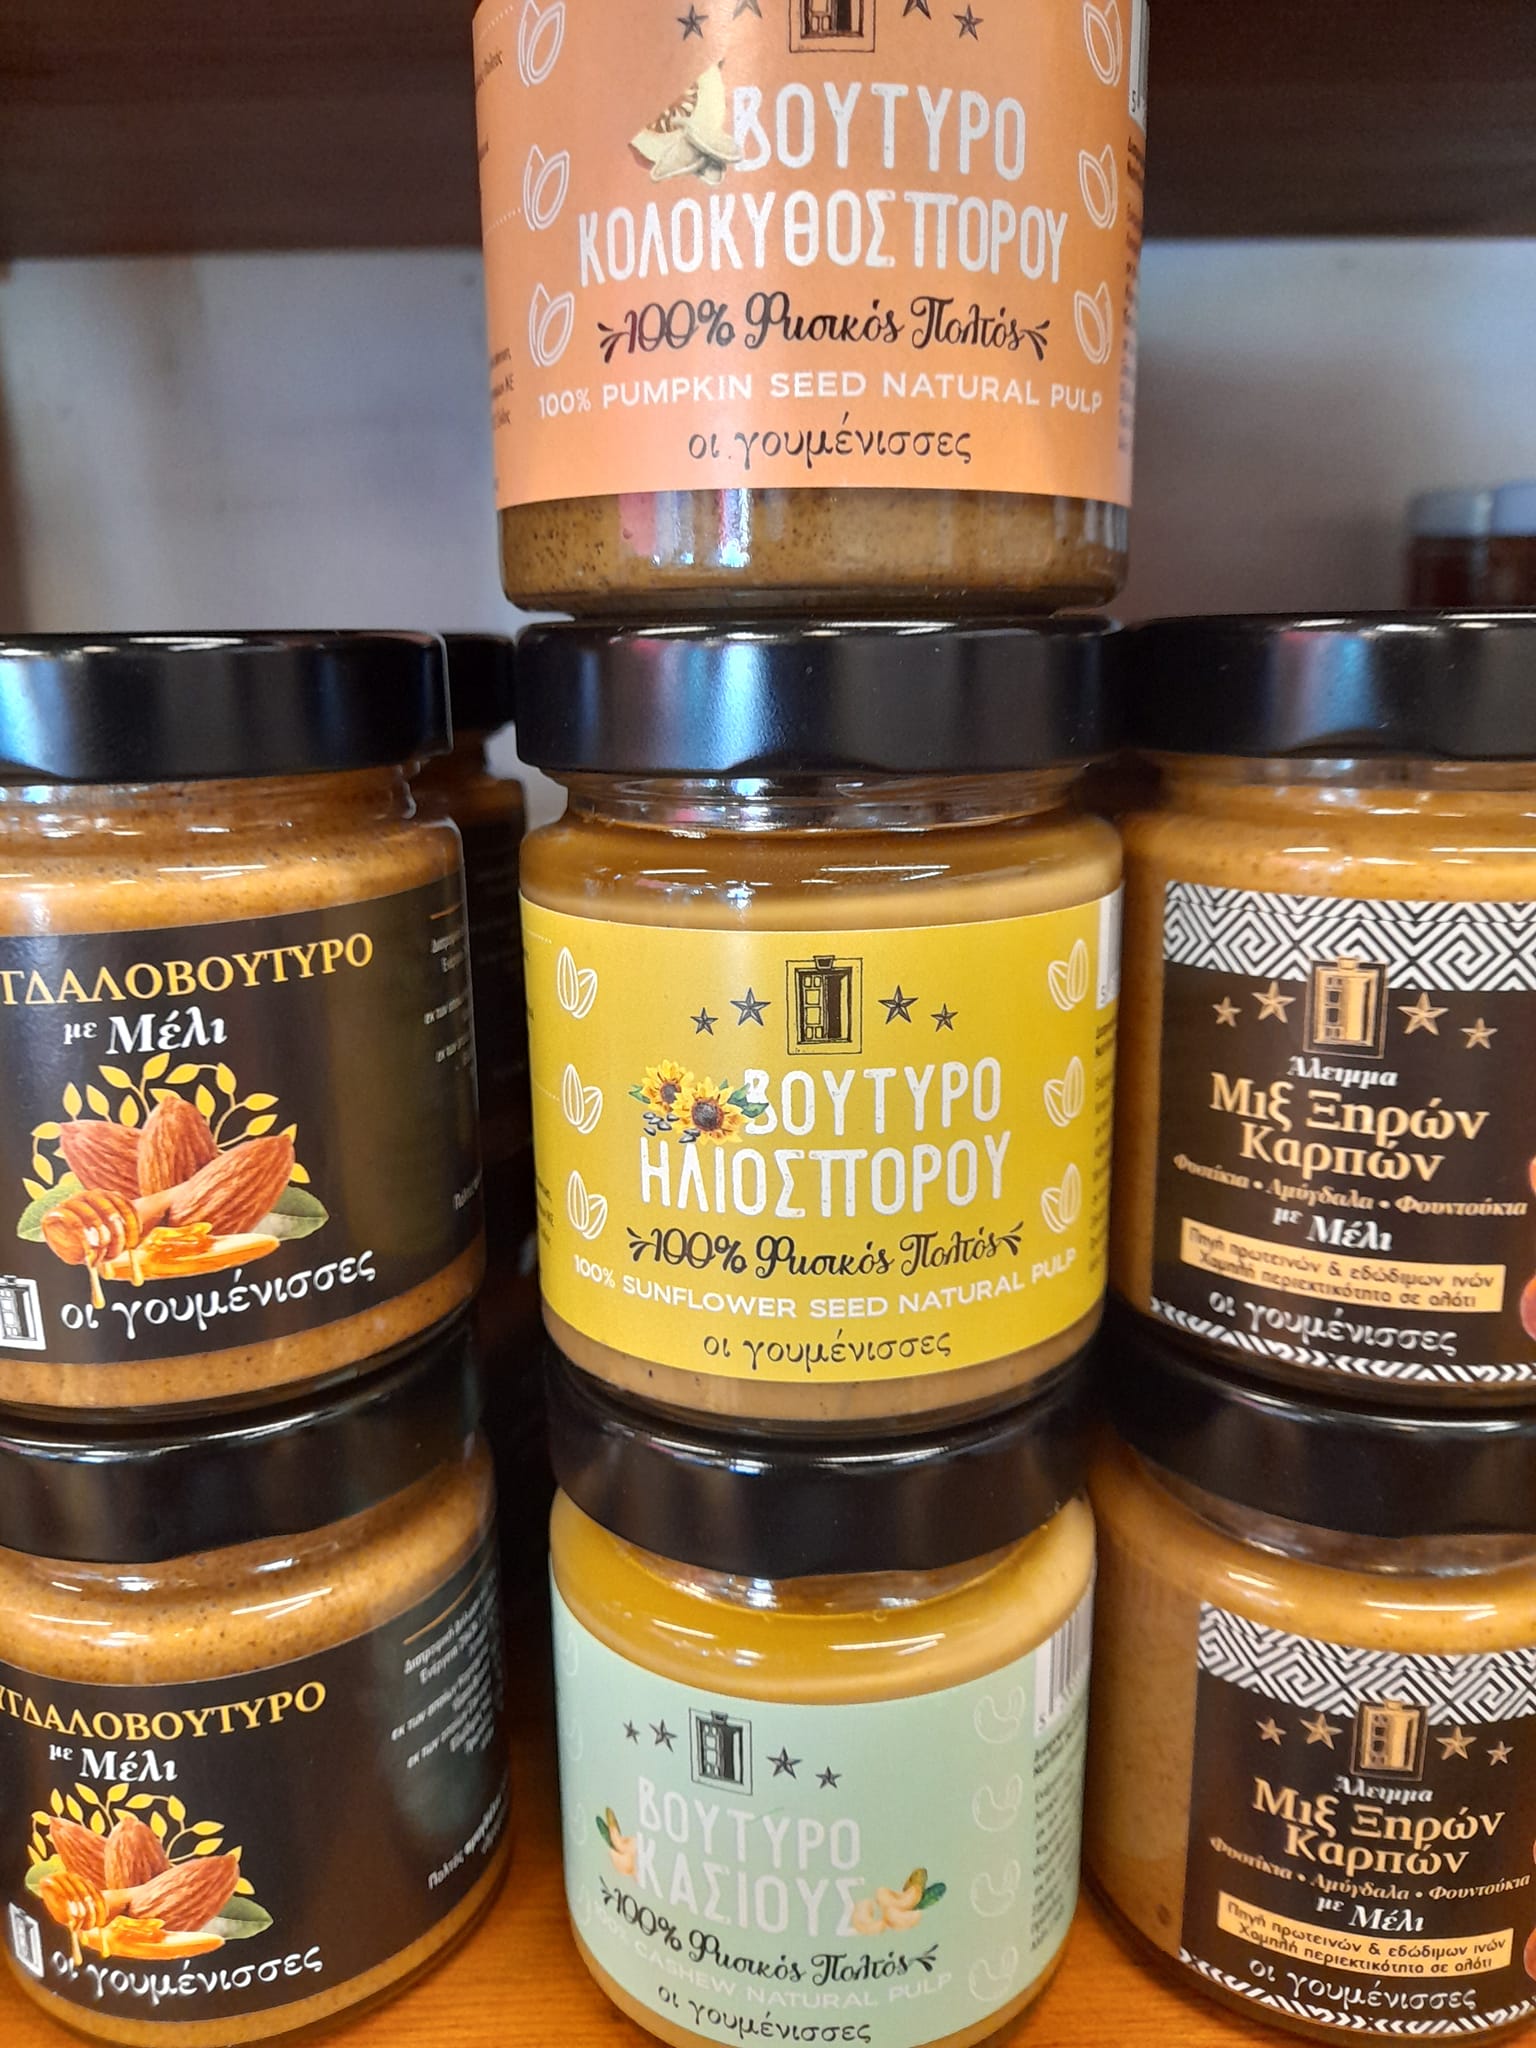 ΒΟΥΤΥΡΟ
ΚΟΛΟΚΥΘΟΣΠΟΡΟΥ
100% Φυσικός Πολτός
100% PUMPKIN SEED NATURAL PULP
οι γουμένισσες
ΓΔΑΛΟΒΟΥΤΥΡΟ
με Μέλι
οι γουμένισσες
ΒΟΥΤΥΡΟ
ΗΛΙΟΣΠΟΡΟΥ
100% Φυσικός Πολτός
100% SUNFLOWER SEED NATURAL PULP
οι γουμένισσες
Άλειμμα
Μιξ Ξηρών
Καρπών
Φυστίκια • Αμύγδαλα • Φουντούκια
με Μέλι
Πηγή πρωτεινών & εδώδιμων ινών
Χαμηλή περιεκτικότητα σε αλάτι
οι γουμένισσες
ΥΓΔΑΛΟΒΟΥΤΥΡΟ
με Μέλι
οι γουμένισσες
ΒΟΥΤΥΡΟ
ΚΑΣΙΟΥΣ
100% Φυσικός Πολτός
100% CASHEW NATURAL PULP
οι γουμένισσες
Άλειμμα
Μιξ Ξηρών
Καρπών
Φυστίκια • Αμύγδαλα • Φουντούκια
με Μέλι
Πηγή πρωτεινών & εδώδιμων ινών
Χαμηλή περιεκτικότητα σε αλάτι
οι γουμένισσες